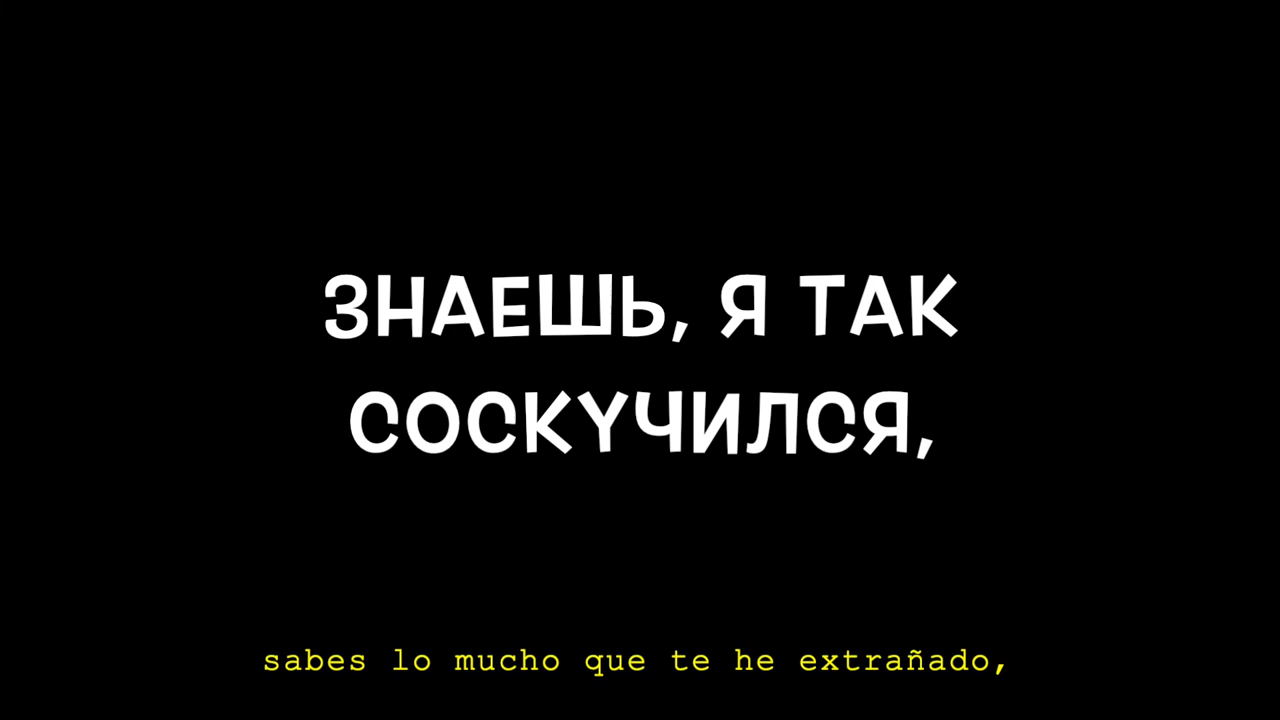 ЗНАЕШЬ, Я ТАК
СОСКУЧИЛСЯ,
sabes lo mucho que te he extrañado,